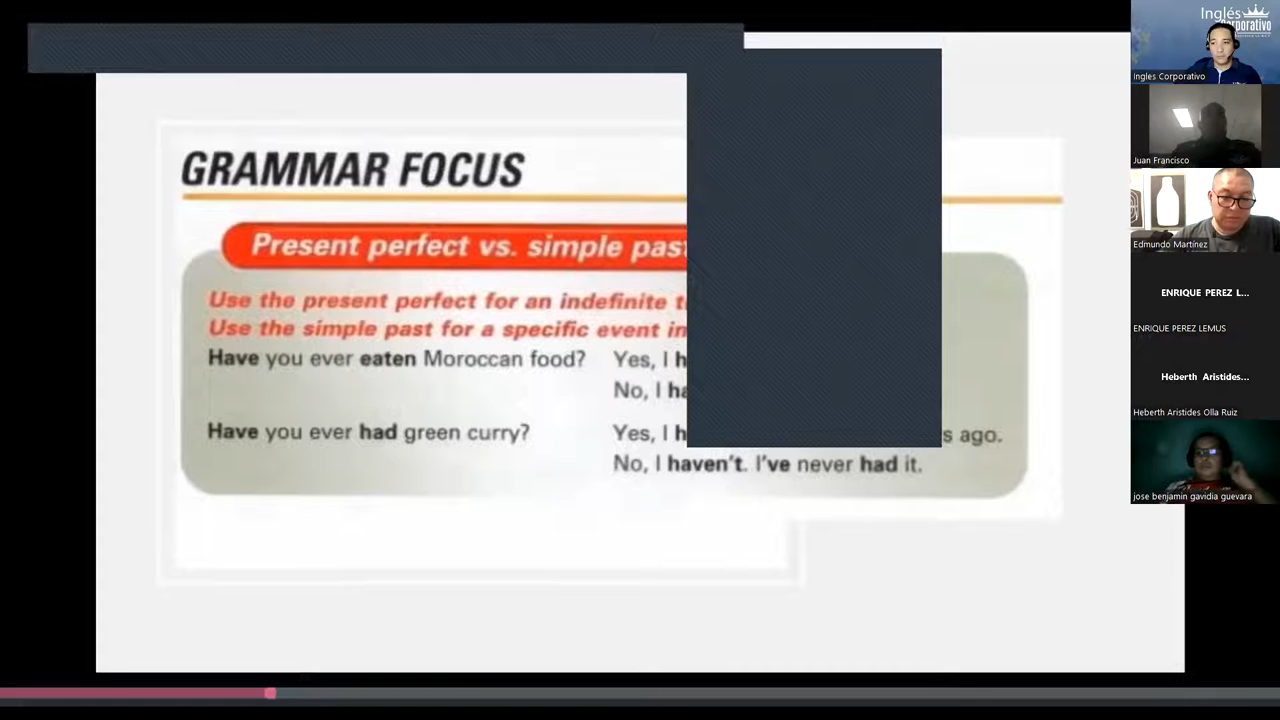 GRAMMAR FOCUS
Present perfect vs. simple past
Use the present perfect for an indefinite
Use the simple past for a specific event in
Have you ever eaten Moroccan food? Yes, I
No, I
Have you ever had green curry? Yes, I
ago.
No, I haven't. I've never had it.
Inglés
Corporativo
Ingles Corporativo
Juan Francisco
Edmundo Martínez
ENRIQUE PEREZ L...
ENRIQUE PEREZ LEMUS
Heberth Aristides...
Heberth Aristides Olla Ruiz
jose benjamin gavidia guevara